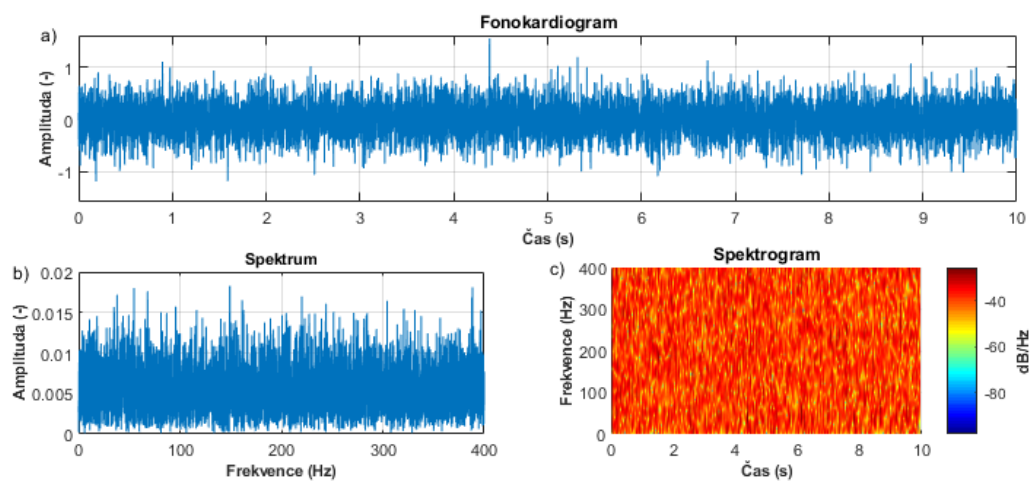 Fonokardiogram
a)
Amplituda (-)
1
0
-1
0 1 2 3 4 5 6 7 8 9 10
Čas (s)
b)
Spektrum
Amplituda (-)
0.02
0.015
0.01
0.005
0
0 100 200 300 400
Frekvence (Hz)
c)
Spektrogram
Frekvence (Hz)
400
300
200
100
0
0 2 4 6 8 10
Čas (s)
-40
-60
-80
dB/Hz